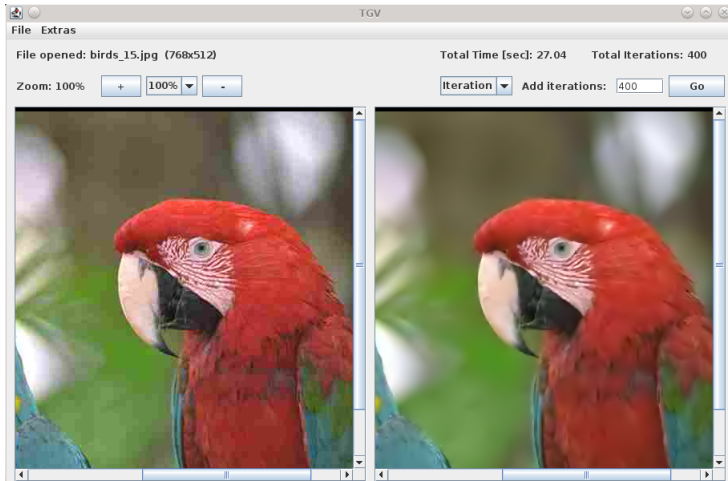 TGV
File Extras
File opened: birds_15.jpg (768x512) Total Time [sec]: 27.04 Total Iterations: 400
Zoom: 100% + 100% - Iteration Add iterations: 400 Go